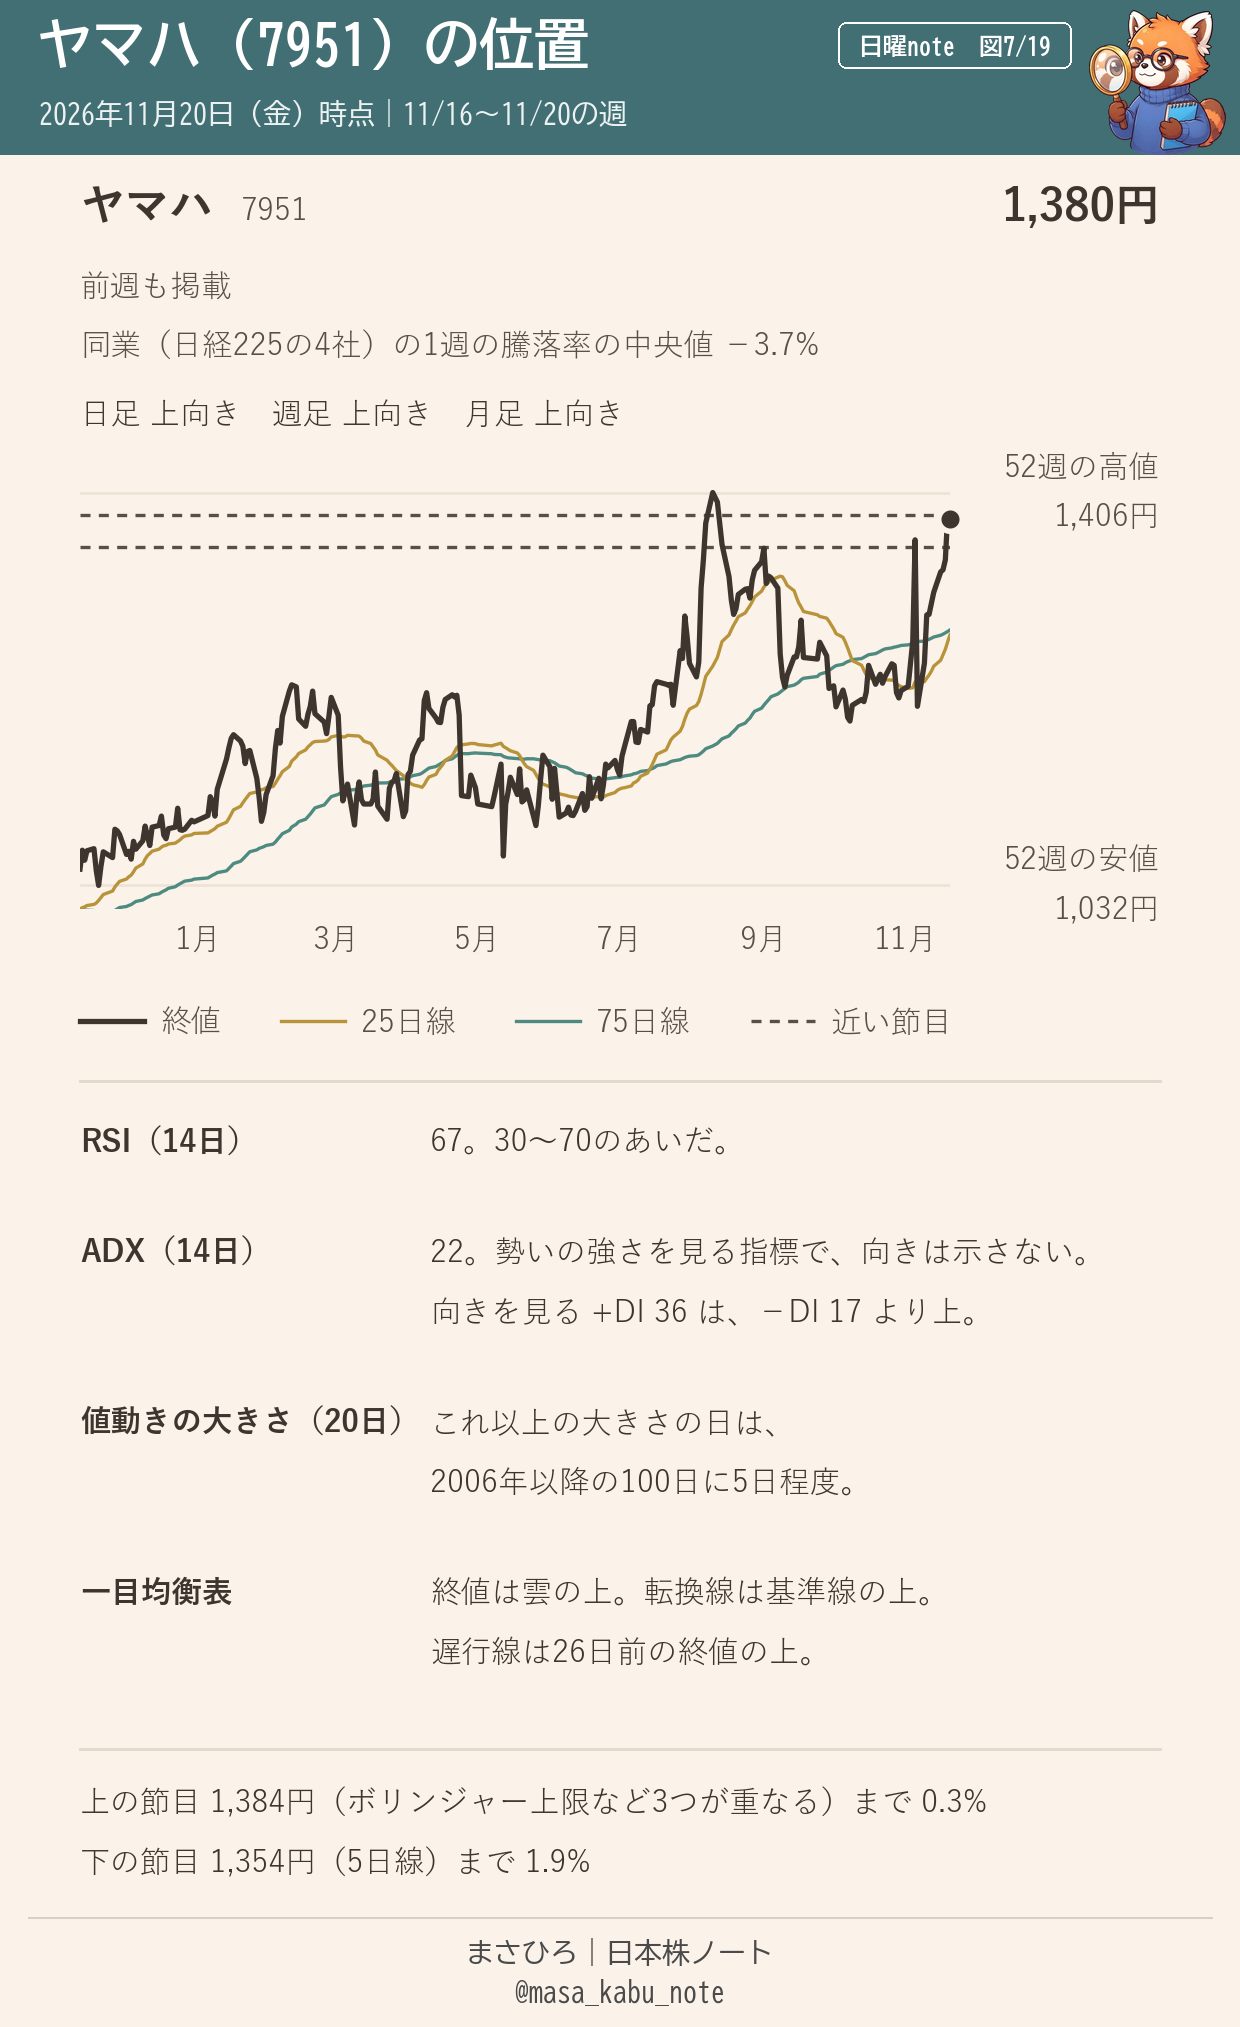 ヤマハ（7951）の位置
日曜note　図7/19
2026年11月20日（金）時点｜11/16〜11/20の週
ヤマハ 7951 1,380円
前週も掲載
同業（日経225の4社）の1週の騰落率の中央値 −3.7%
日足 上向き　週足 上向き　月足 上向き
52週の高値
1,406円
52週の安値
1,032円
1月 3月 5月 7月 9月 11月
終値 25日線 75日線 近い節目
RSI（14日） 67。30〜70のあいだ。
ADX（14日） 22。勢いの強さを見る指標で、向きは示さない。
向きを見る +DI 36 は、−DI 17 より上。
値動きの大きさ（20日） これ以上の大きさの日は、
2006年以降の100日に5日程度。
一目均衡表 終値は雲の上。転換線は基準線の上。
遅行線は26日前の終値の上。
上の節目 1,384円（ボリンジャー上限など3つが重なる）まで 0.3%
下の節目 1,354円（5日線）まで 1.9%
まさひろ｜日本株ノート
@masa_kabu_note